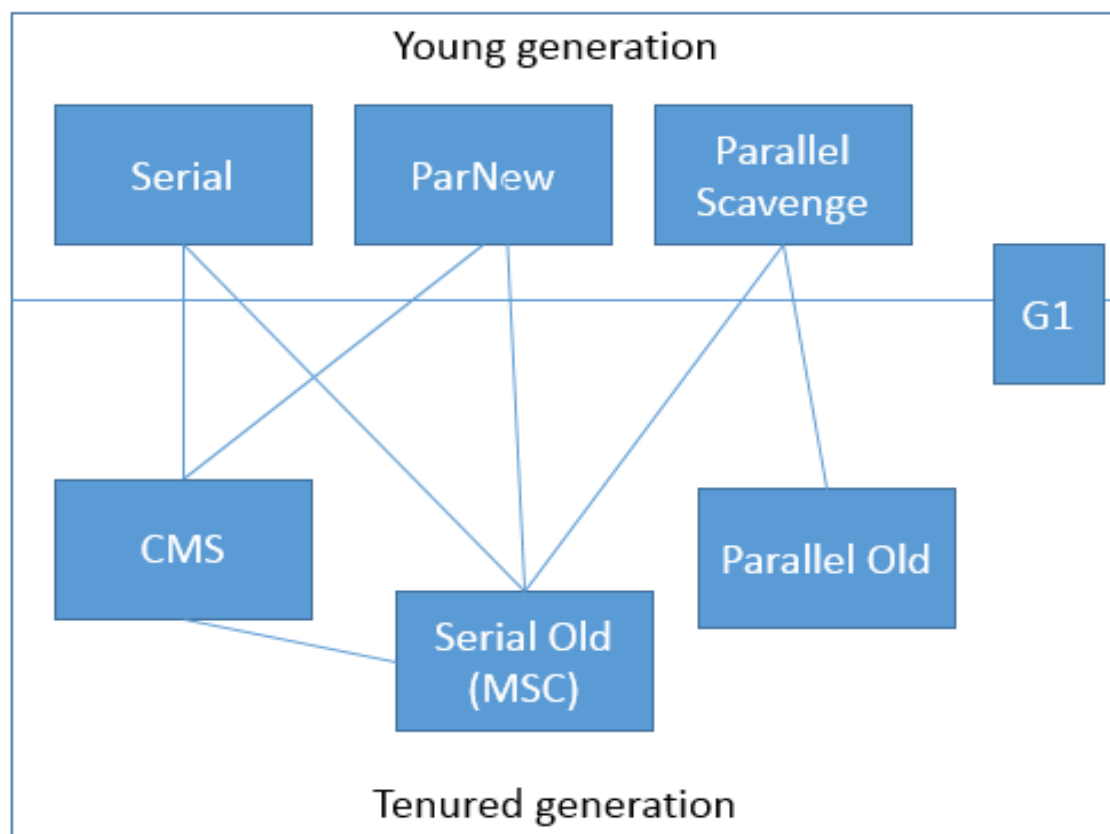 Young generation
Serial
ParNew
Parallel
Scavenge
G1
CMS
Parallel Old
Serial Old
(MSC)
Tenured generation